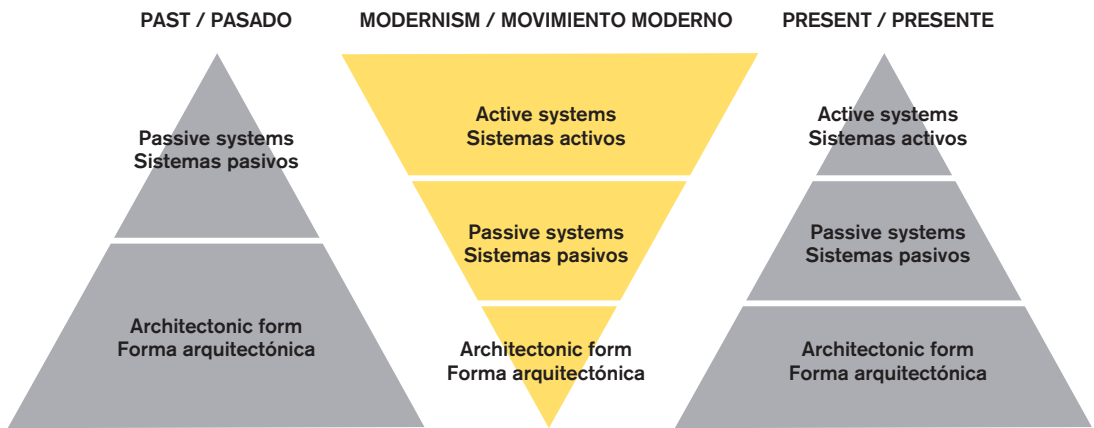 PAST / PASADO
MODERNISM / MOVIMIENTO MODERNO
PRESENT / PRESENTE
Passive systems
Sistemas pasivos
Architectonic form
Forma arquitectónica
Active systems
Sistemas activos
Passive systems
Sistemas pasivos
Architectonic form
Forma arquitectónica
Active systems
Sistemas activos
Passive systems
Sistemas pasivos
Architectonic form
Forma arquitectónica